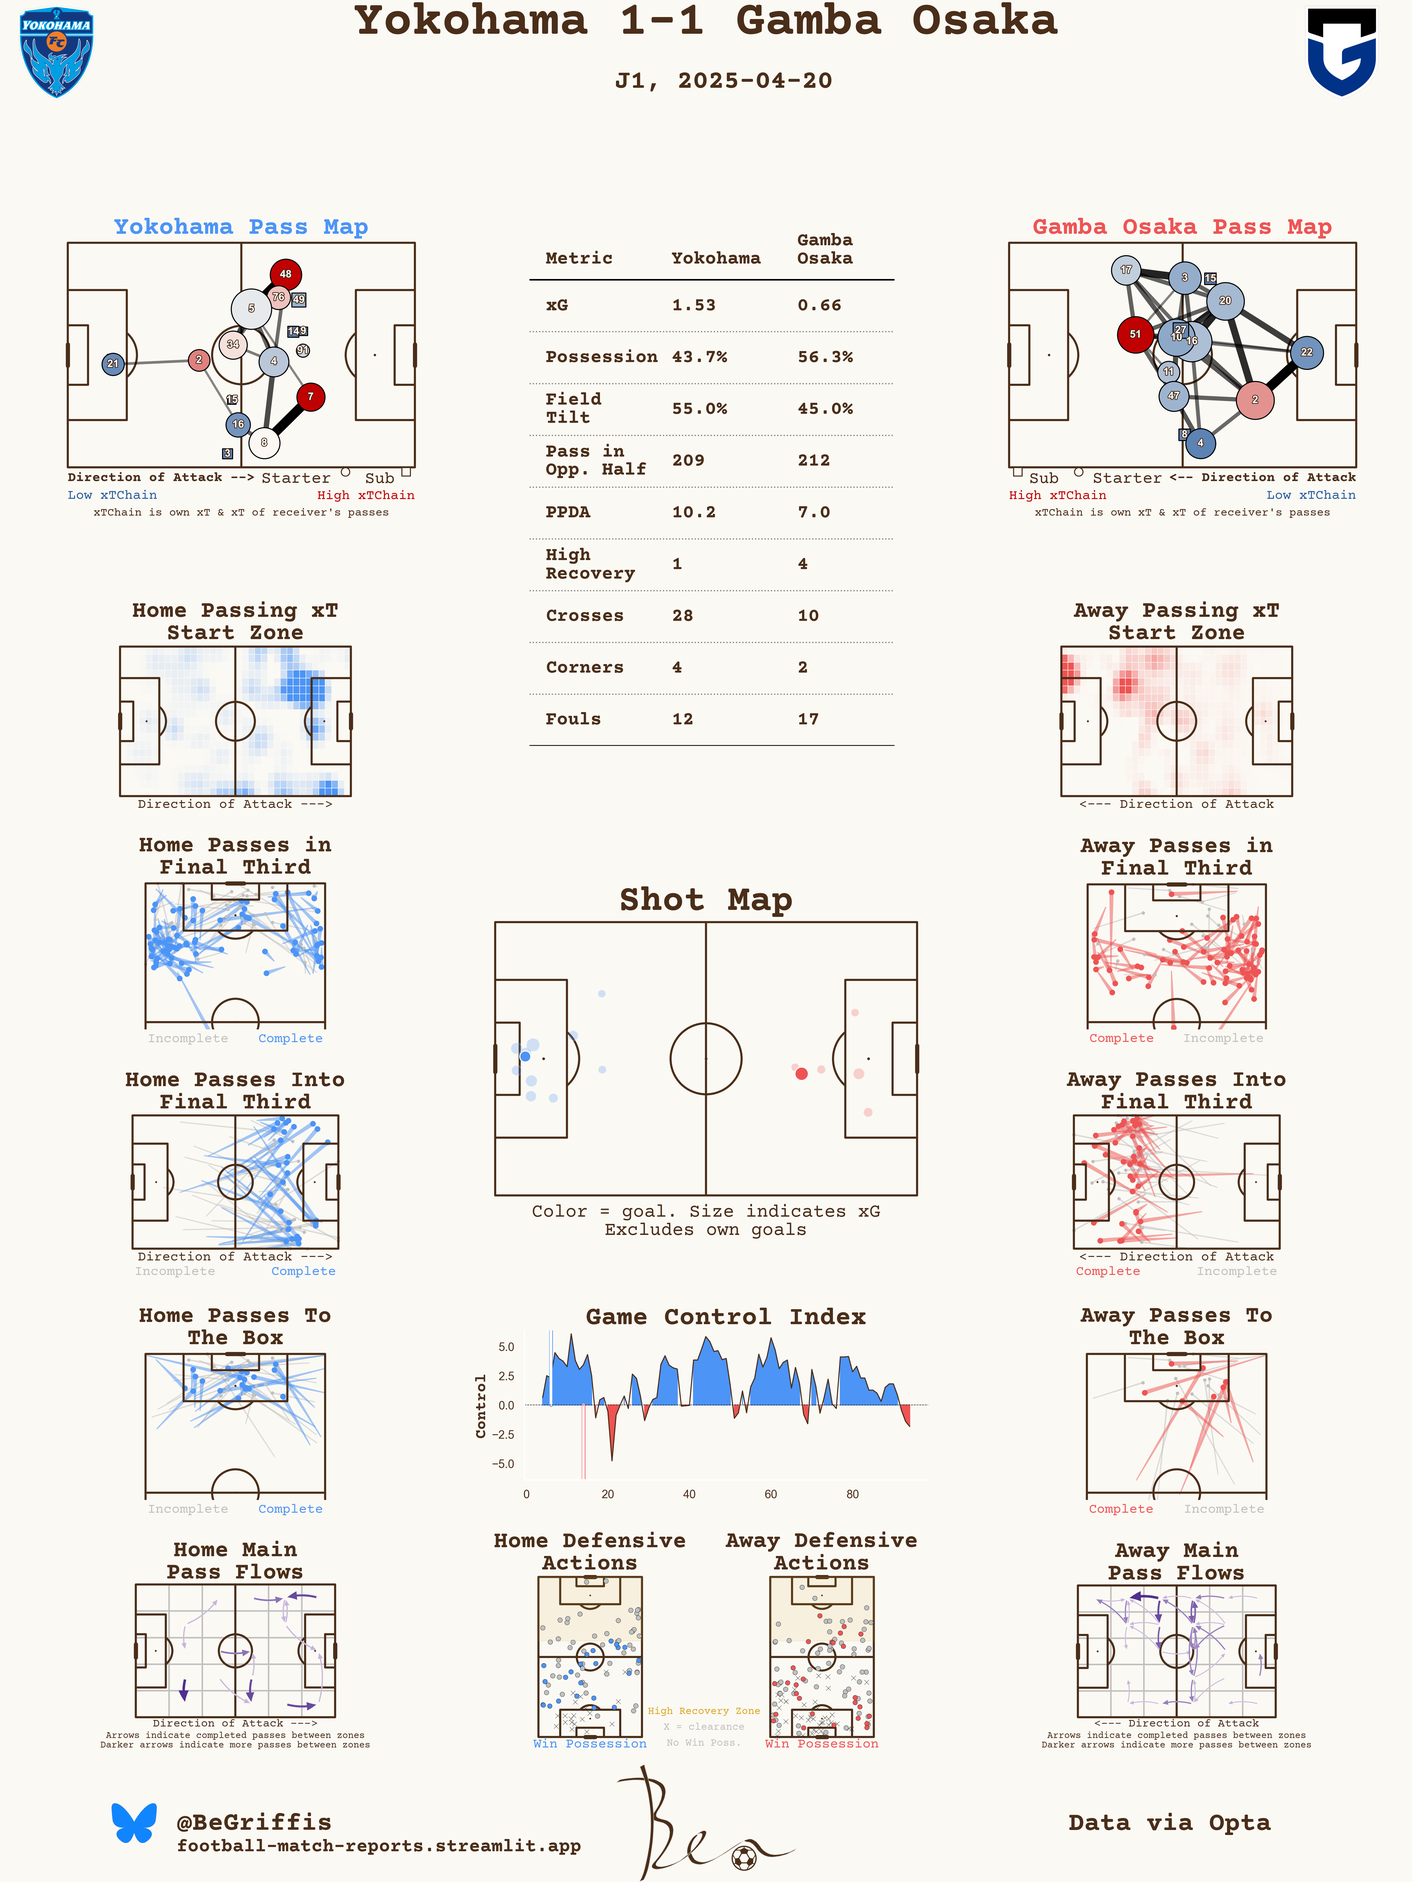 Yokohama 1-1 Gamba Osaka
YOKOHAMA
FC
J1, 2025-04-20
Yokohama Pass Map
48
76
49
5
34
4
91
21
2
15
7
16
8
3
Direction of Attack --> Starter Sub
Low xTChain High xTChain
xTChain is own xT & xT of receiver's passes
Metric Yokohama Gamba
Osaka
xG 1.53 0.66
Possession 43.7% 56.3%
Field
Tilt 55.0% 45.0%
Pass in
Opp. Half 209 212
PPDA 10.2 7.0
High
Recovery 1 4
Crosses 28 10
Corners 4 2
Fouls 12 17
Gamba Osaka Pass Map
17
3
15
20
51
27
10
16
22
11
47
2
8
4
Sub Starter <-- Direction of Attack
High xTChain Low xTChain
xTChain is own xT & xT of receiver's passes
Home Passing xT
Start Zone
Direction of Attack --->
Away Passing xT
Start Zone
<--- Direction of Attack
Home Passes in
Final Third
Incomplete Complete
Away Passes in
Final Third
Complete Incomplete
Shot Map
Color = goal. Size indicates xG
Excludes own goals
Home Passes Into
Final Third
Direction of Attack --->
Incomplete Complete
Away Passes Into
Final Third
<--- Direction of Attack
Complete Incomplete
Home Passes To
The Box
Incomplete Complete
Game Control Index
Control
5.0
2.5
0.0
−2.5
−5.0
0 20 40 60 80
Away Passes To
The Box
Complete Incomplete
Home Main
Pass Flows
Direction of Attack --->
Arrows indicate completed passes between zones
Darker arrows indicate more passes between zones
Home Defensive
Actions
Win Possession
Away Defensive
Actions
Win Possession
High Recovery Zone
X = clearance
No Win Poss.
Away Main
Pass Flows
<--- Direction of Attack
Arrows indicate completed passes between zones
Darker arrows indicate more passes between zones
@BeGriffis
football-match-reports.streamlit.app
Ben
Data via Opta